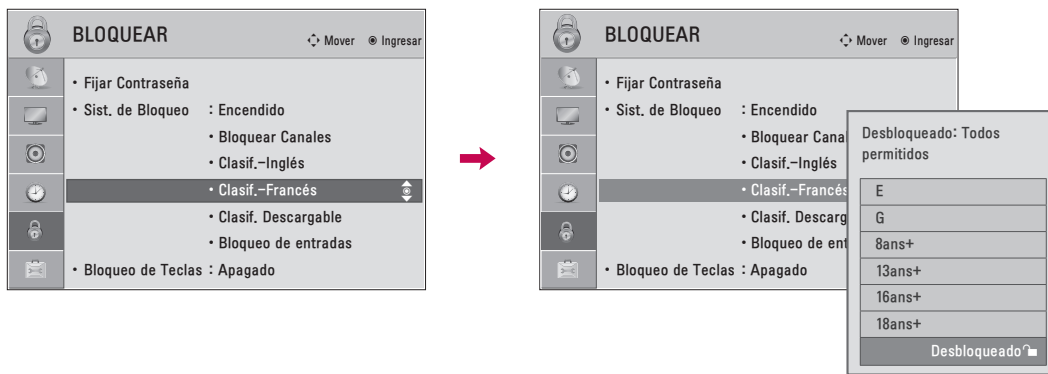 BLOQUEAR
Mover Ingresar
• Fijar Contraseña
• Sist. de Bloqueo : Encendido
• Bloquear Canales
• Clasif.-Inglés
• Clasif.-Francés
• Clasif. Descargable
• Bloqueo de entradas
• Bloqueo de Teclas : Apagado
BLOQUEAR
Mover Ingresar
• Fijar Contraseña
• Sist. de Bloqueo : Encendido
• Bloquear Canal
• Clasif.-Inglés
• Clasif.-Francés
• Clasif. Descarg
• Bloqueo de ent
• Bloqueo de Teclas : Apagado
Desbloqueado: Todos
permitidos
E
G
8ans+
13ans+
16ans+
18ans+
Desbloqueado